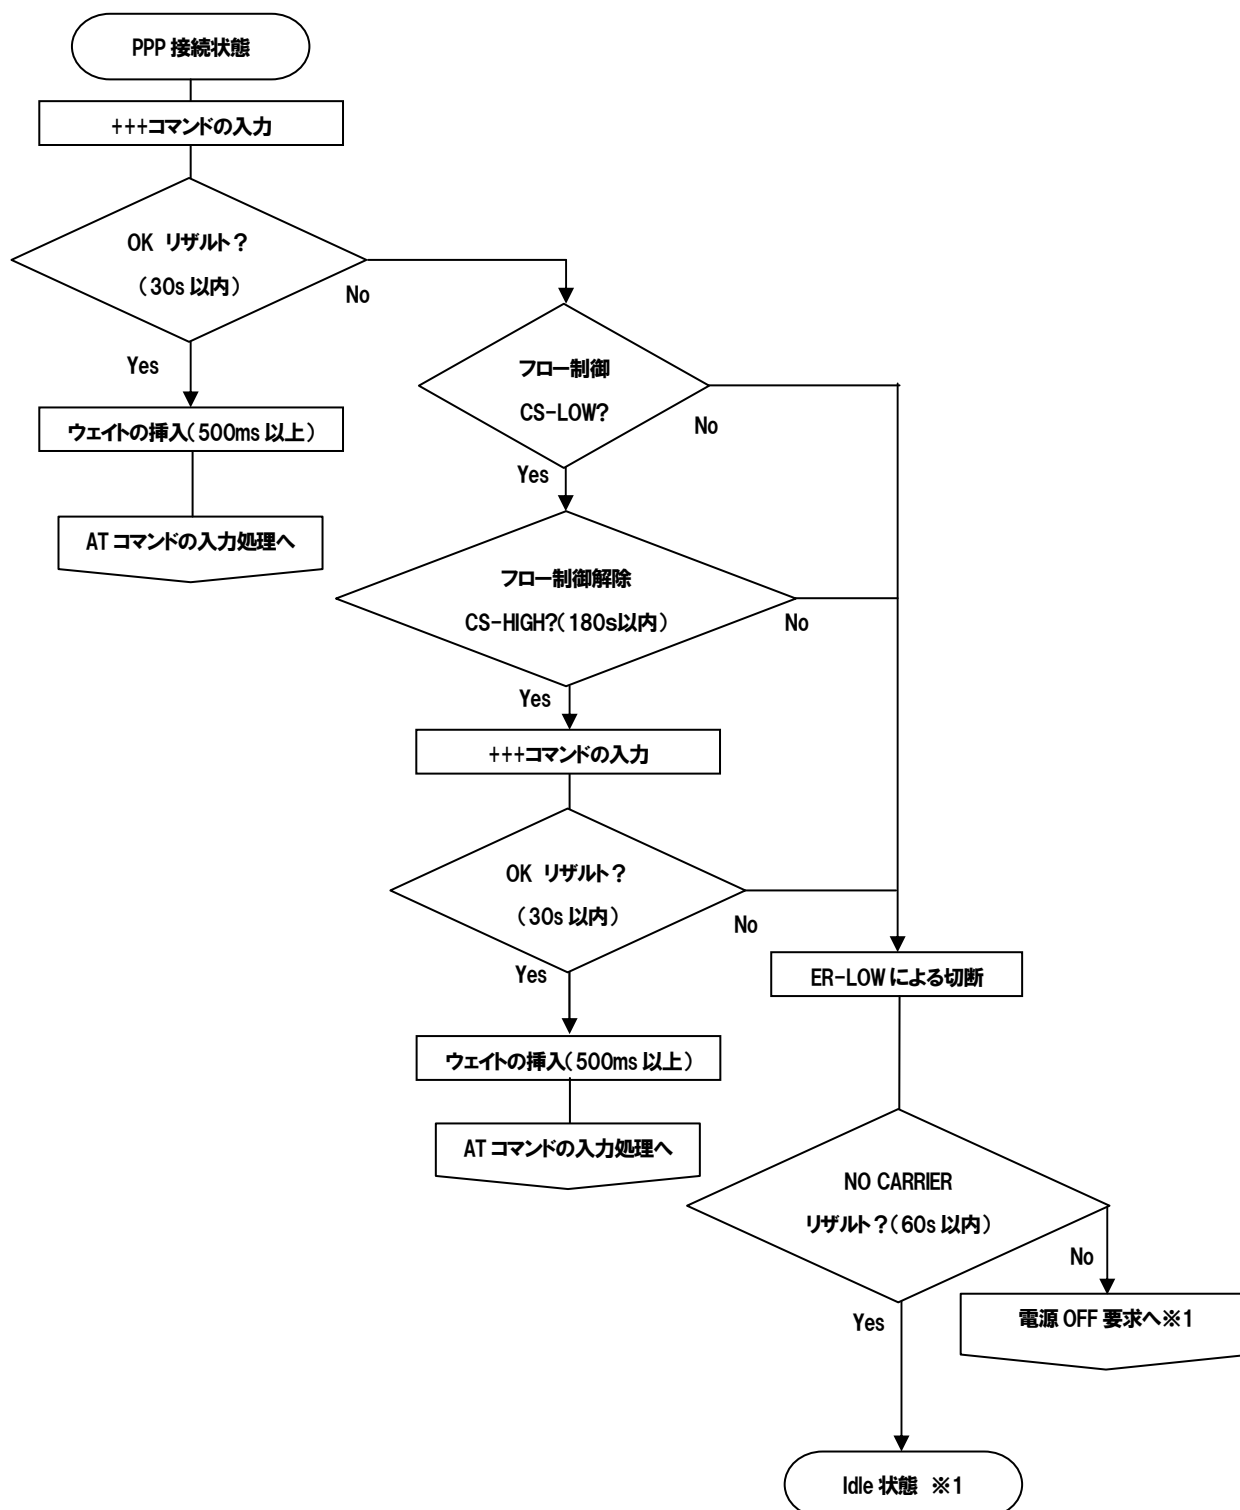 PPP 接続状態
+++コマンドの入力
OK リザルト?
(30s 以内)
No
Yes
ウェイトの挿入(500ms 以上)
AT コマンドの入力処理へ
フロー制御
CS-LOW?
No
Yes
フロー制御解除
CS-HIGH?(180s以内)
No
Yes
+++コマンドの入力
OK リザルト?
(30s 以内)
No
Yes
ウェイトの挿入(500ms 以上)
AT コマンドの入力処理へ
ER-LOW による切断
NO CARRIER
リザルト?(60s 以内)
No
Yes
電源 OFF 要求へ※1
Idle 状態 ※1